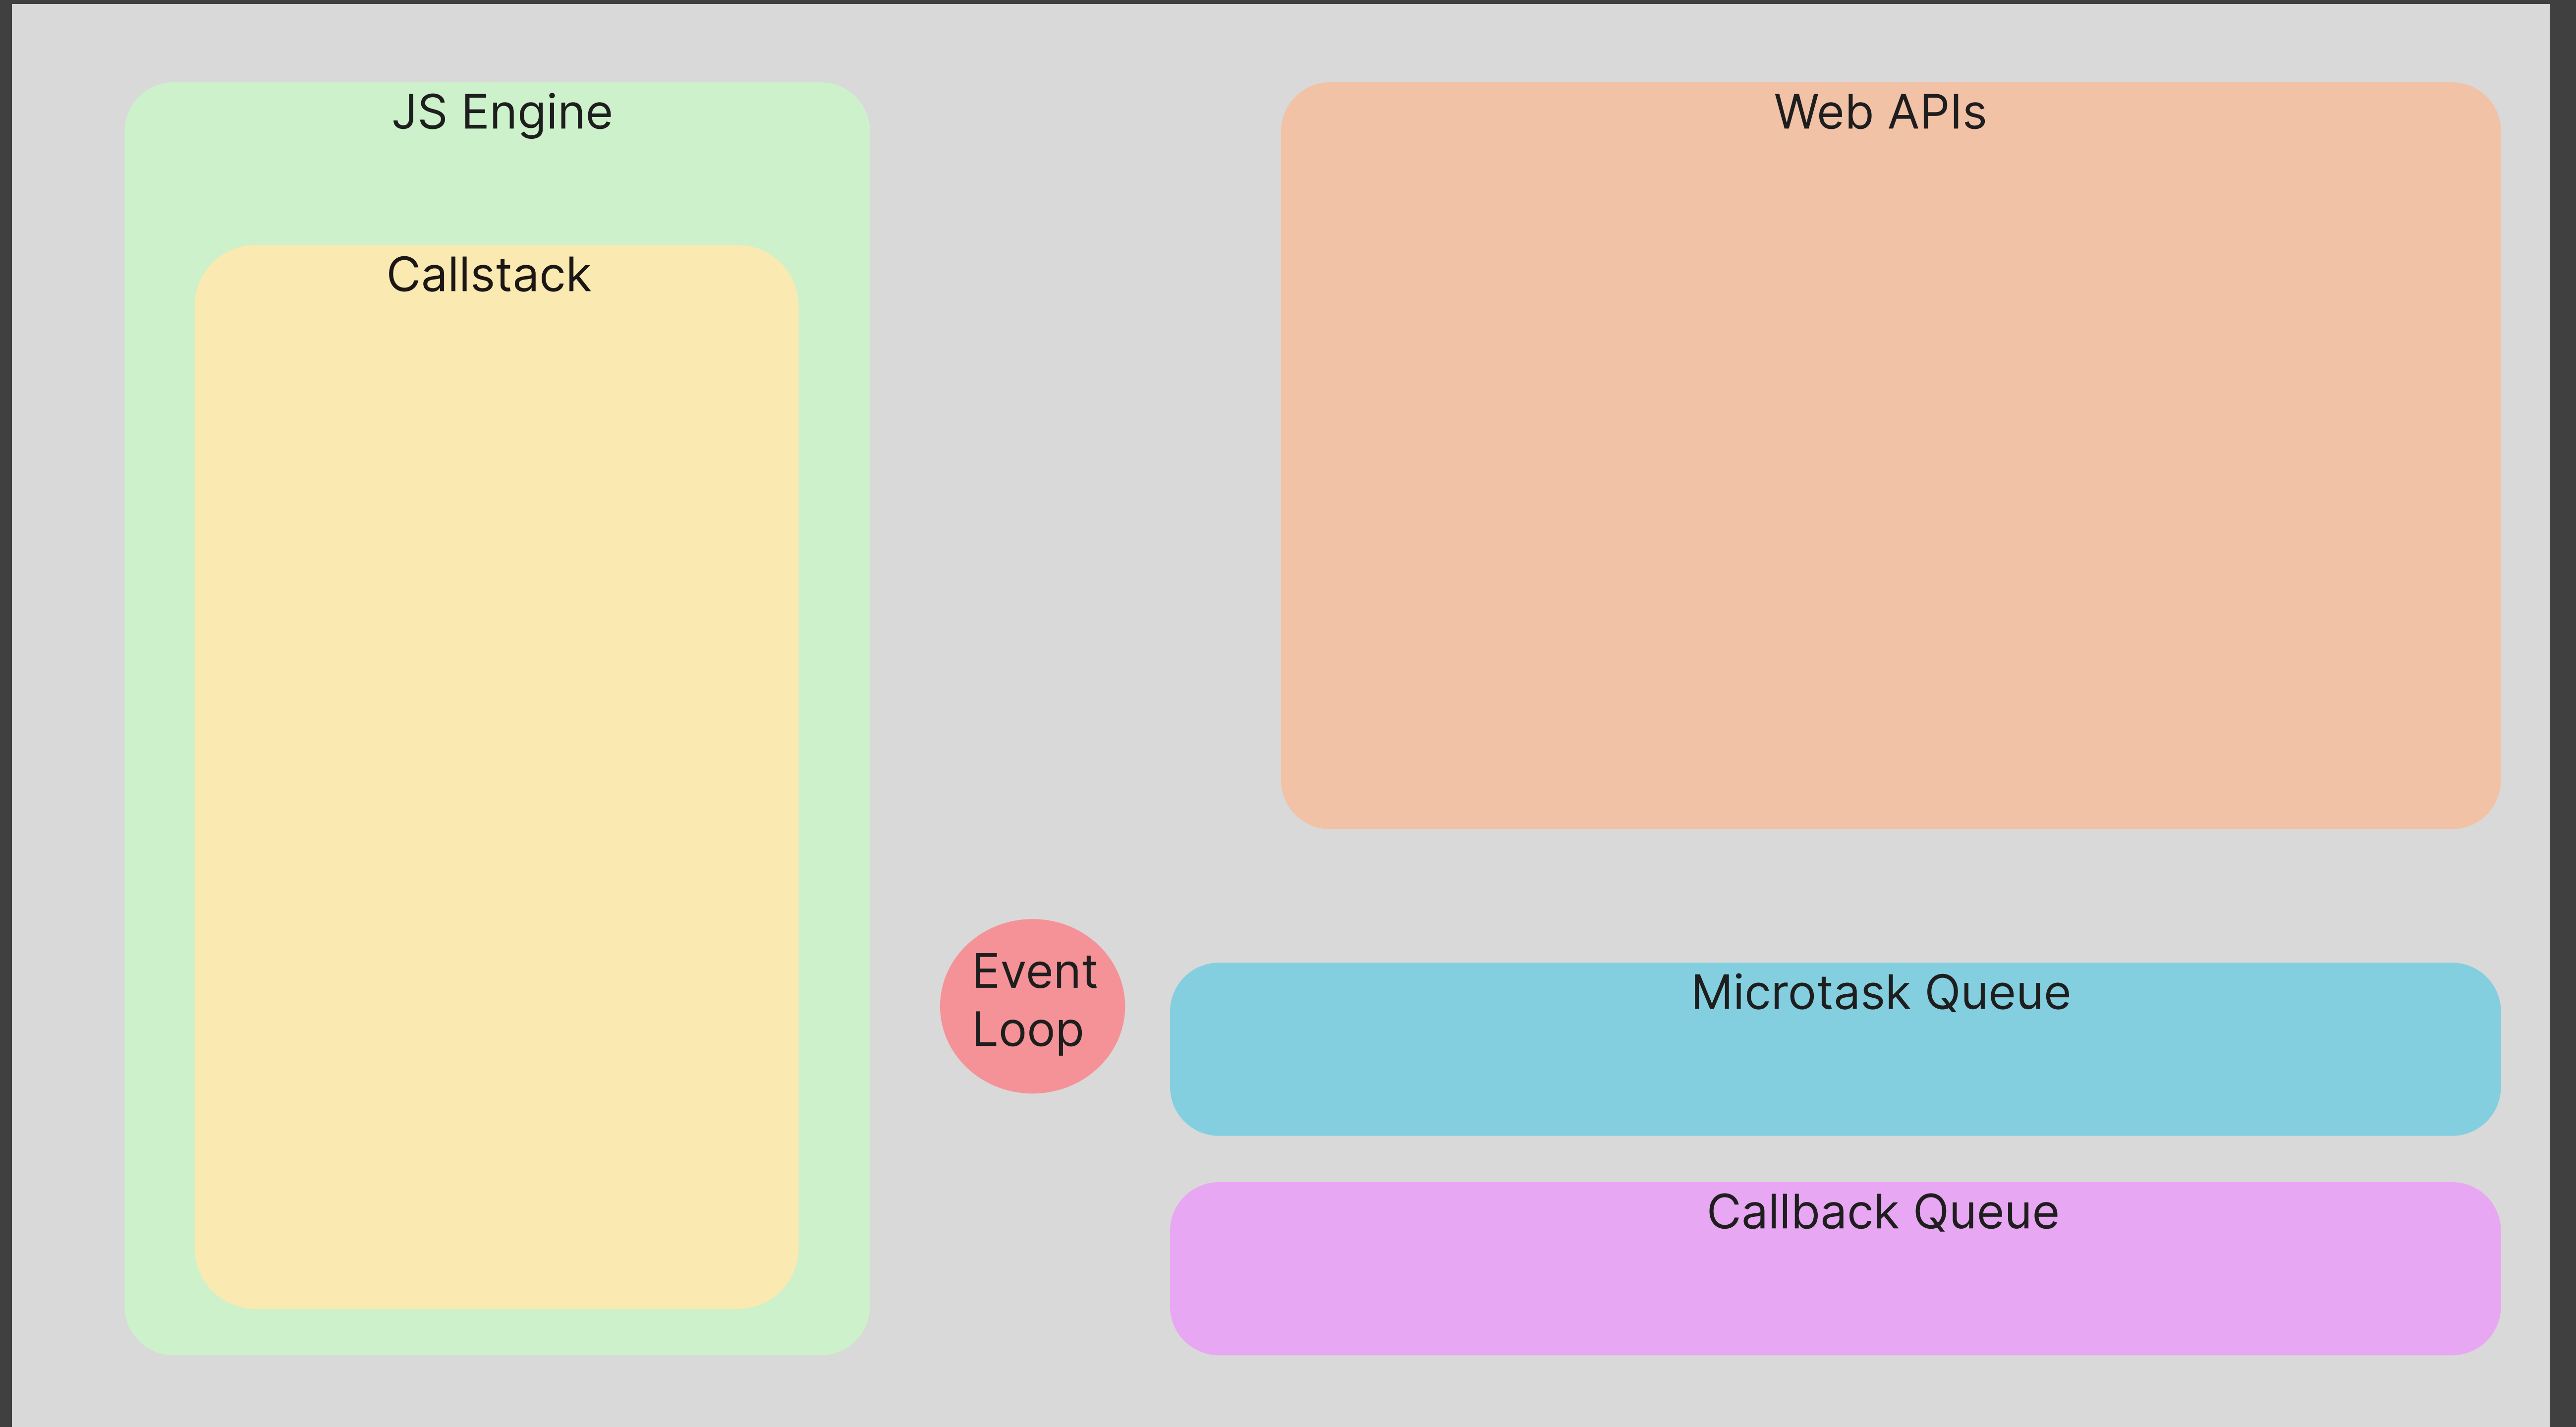 JS Engine
Web APIs
Callstack
Event
Loop
Microtask Queue
Callback Queue